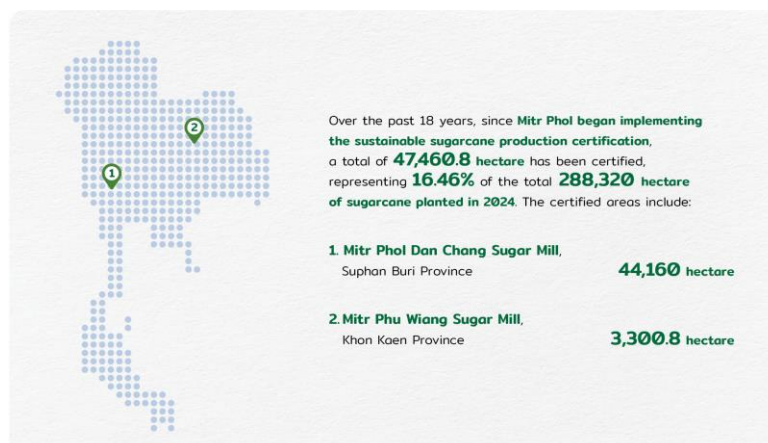 Over the past 18 years, since Mitr Phol began implementing
the sustainable sugarcane production certification,
a total of 47,460.8 hectare has been certified,
representing 16.46% of the total 288,320 hectare
of sugarcane planted in 2024. The certified areas include:
1. Mitr Phol Dan Chang Sugar Mill,
Suphan Buri Province 44,160 hectare
2. Mitr Phu Wiang Sugar Mill,
Khon Kaen Province 3,300.8 hectare
2
1